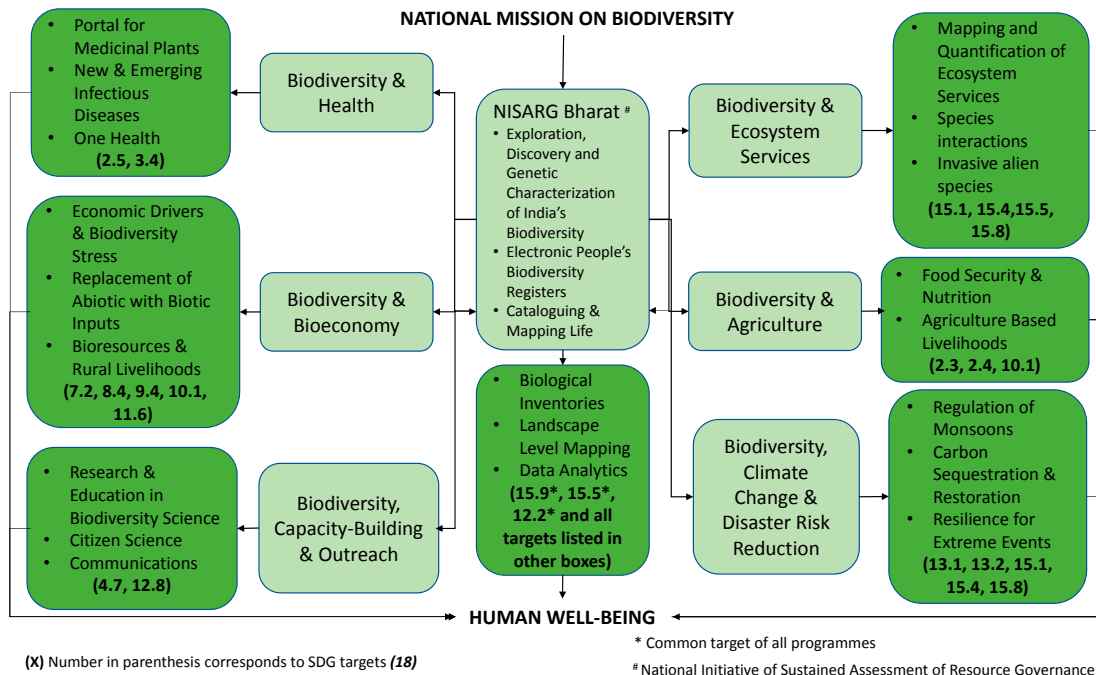 NATIONAL MISSION ON BIODIVERSITY
• Portal for
Medicinal Plants
• New & Emerging
Infectious
Diseases
• One Health
(2.5, 3.4)
Biodiversity &
Health
• Economic Drivers
& Biodiversity
Stress
• Replacement of
Abiotic with Biotic
Inputs
• Bioresources &
Rural Livelihoods
(7.2, 8.4, 9.4, 10.1,
11.6)
Biodiversity &
Bioeconomy
• Research &
Education in
Biodiversity Science
• Citizen Science
• Communications
(4.7, 12.8)
Biodiversity,
Capacity-Building
& Outreach
NISARG Bharat #
• Exploration,
Discovery and
Genetic
Characterization
of India's
Biodiversity
• Electronic People's
Biodiversity
Registers
• Cataloguing &
Mapping Life
• Biological
Inventories
• Landscape
Level Mapping
• Data Analytics
(15.9*, 15.5*,
12.2* and all
targets listed in
other boxes)
Biodiversity &
Ecosystem
Services
• Mapping and
Quantification of
Ecosystem
Services
• Species
interactions
• Invasive alien
species
(15.1, 15.4,15.5,
15.8)
Biodiversity &
Agriculture
• Food Security &
Nutrition
• Agriculture Based
Livelihoods
(2.3, 2.4, 10.1)
Biodiversity,
Climate
Change &
Disaster Risk
Reduction
• Regulation of
Monsoons
• Carbon
Sequestration &
Restoration
• Resilience for
Extreme Events
(13.1, 13.2, 15.1,
15.4, 15.8)
HUMAN WELL-BEING
(X) Number in parenthesis corresponds to SDG targets (18)
* Common target of all programmes
# National Initiative of Sustained Assessment of Resource Governance